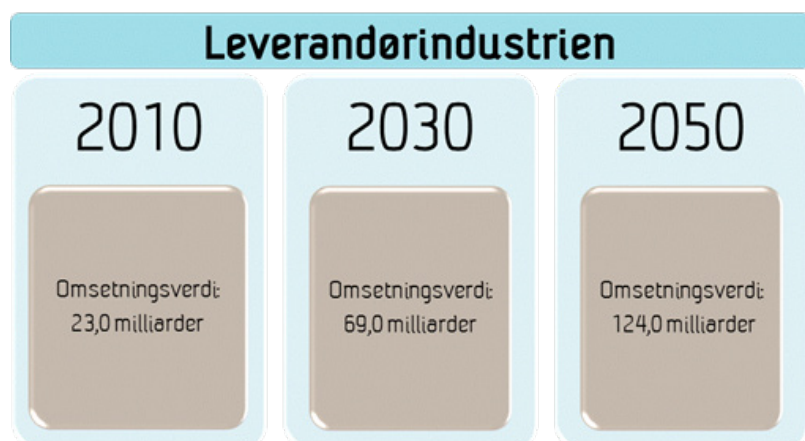 Leverandørindustrien
2010
2030
2050
Omsetningsverdi:
23,0 milliarder
Omsetningsverdi:
69,0 milliarder
Omsetningsverdi:
124,0 milliarder